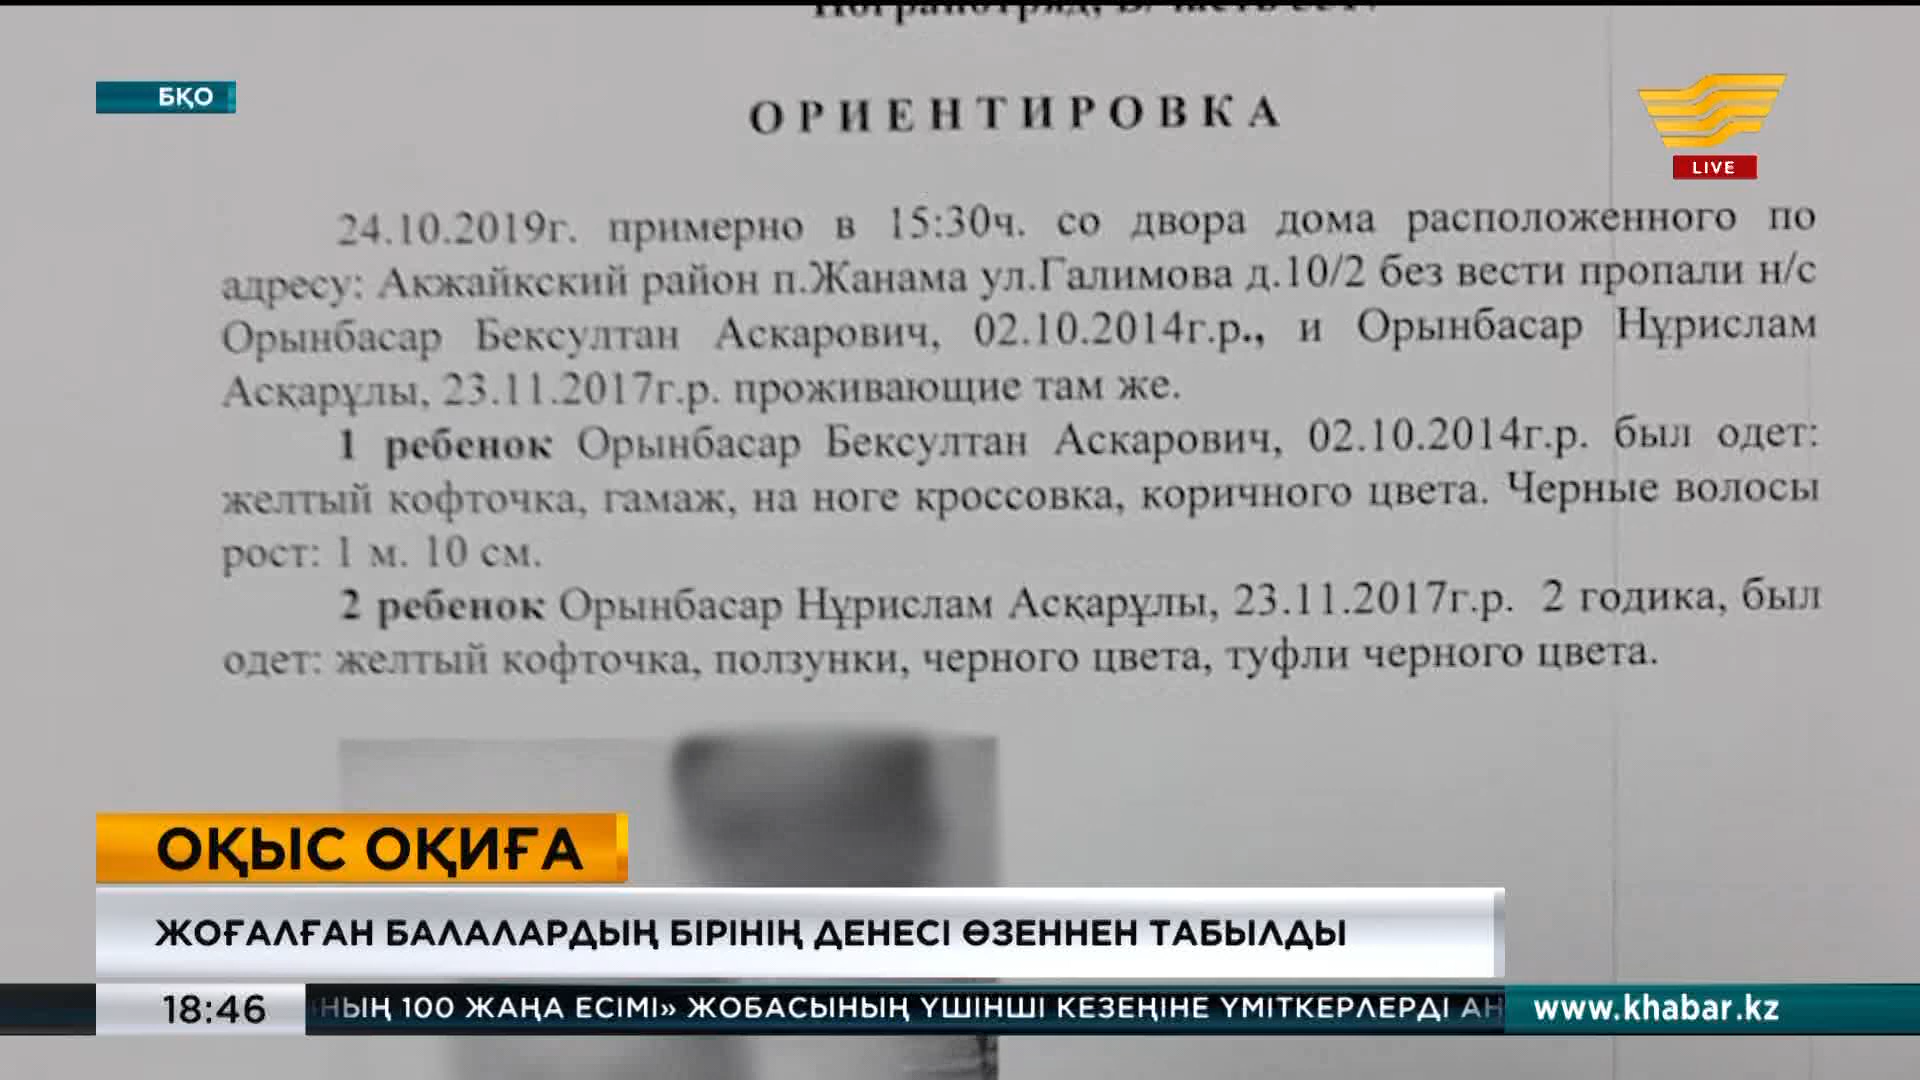 БҚО
ОРИЕНТИРОВКА
LIVE
24.10.2019г. примерно в 15:30ч. со двора дома расположенного по
адресу: Акжайкский район п.Жанама ул.Галимова д.10/2 без вести пропали н/с
Орынбасар Бексултан Аскарович, 02.10.2014г.р., и Орынбасар Нұрислам
Асқарұлы, 23.11.2017г.р. проживающие там же.
1 ребенок Орынбасар Бексултан Аскарович, 02.10.2014г.р. был одет:
желтый кофточка, гамаж, на ноге кроссовка, коричного цвета. Черные волосы
рост: 1 м. 10 см.
2 ребенок Орынбасар Нұрислам Асқарұлы, 23.11.2017г.р. 2 годика, был
одет: желтый кофточка, ползунки, черного цвета, туфли черного цвета.
ОҚЫС ОҚИҒА
ЖОҒАЛҒАН БАЛАЛАРДЫҢ БІРІНІҢ ДЕНЕСІ ӨЗЕННЕН ТАБЫЛДЫ
18:46
100 ЖАҢА ЕСІМІ» ЖОБАСЫНЫҢ ҮШІНШІ КЕЗЕҢІНЕ ҮМІТКЕРЛЕРДІ
www.khabar.kz